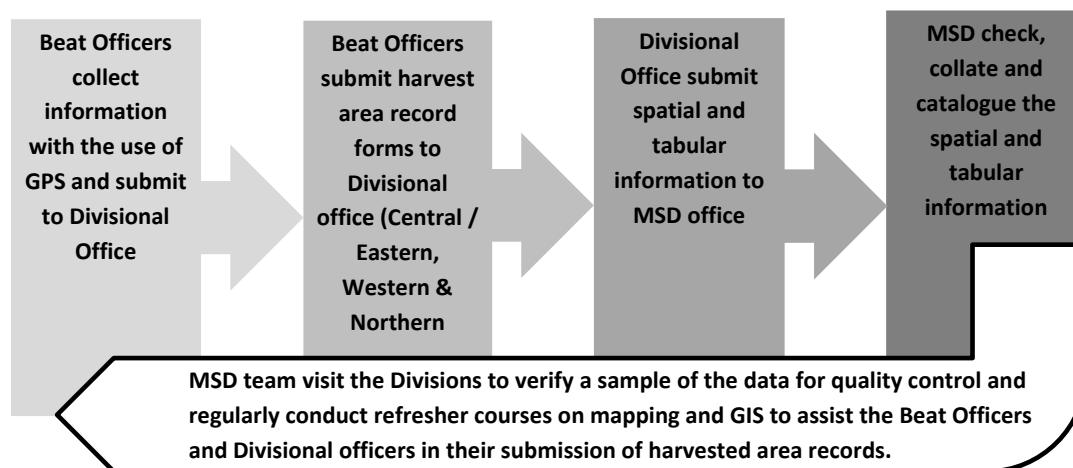 Beat Officers
collect
information
with the use of
GPS and submit
to Divisional
Office
Beat Officers
submit harvest
area record
forms to
Divisional
office (Central /
Eastern,
Western &
Northern
Divisional
Office submit
spatial and
tabular
information to
MSD office
MSD check,
collate and
catalogue the
spatial and
tabular
information
MSD team visit the Divisions to verify a sample of the data for quality control and
regularly conduct refresher courses on mapping and GIS to assist the Beat Officers
and Divisional officers in their submission of harvested area records.